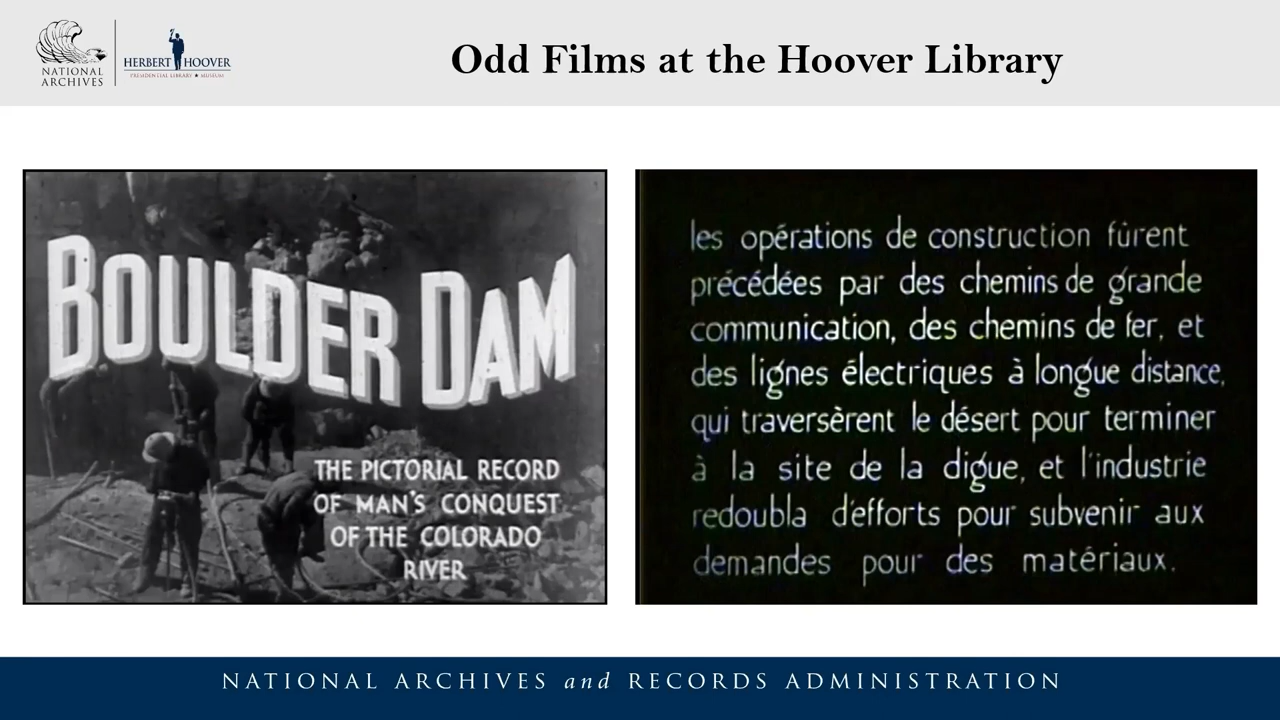 NATIONAL
ARCHIVES
HERBERT HOOVER
PRESIDENTIAL LIBRARY ★ MUSEUM
Odd Films at the Hoover Library
BOULDER DAM
THE PICTORIAL RECORD
OF MAN'S CONQUEST
OF THE COLORADO
RIVER
les opérations de construction fûrent
précédées par des chemins de grande
communication, des chemins de fer, et
des lignes électriques à longue distance,
qui traversèrent le désert pour terminer
à la site de la digue, et l'industrie
redoubla d'efforts pour subvenir aux
demandes pour des matériaux.
NATIONAL ARCHIVES and RECORDS ADMINISTRATION